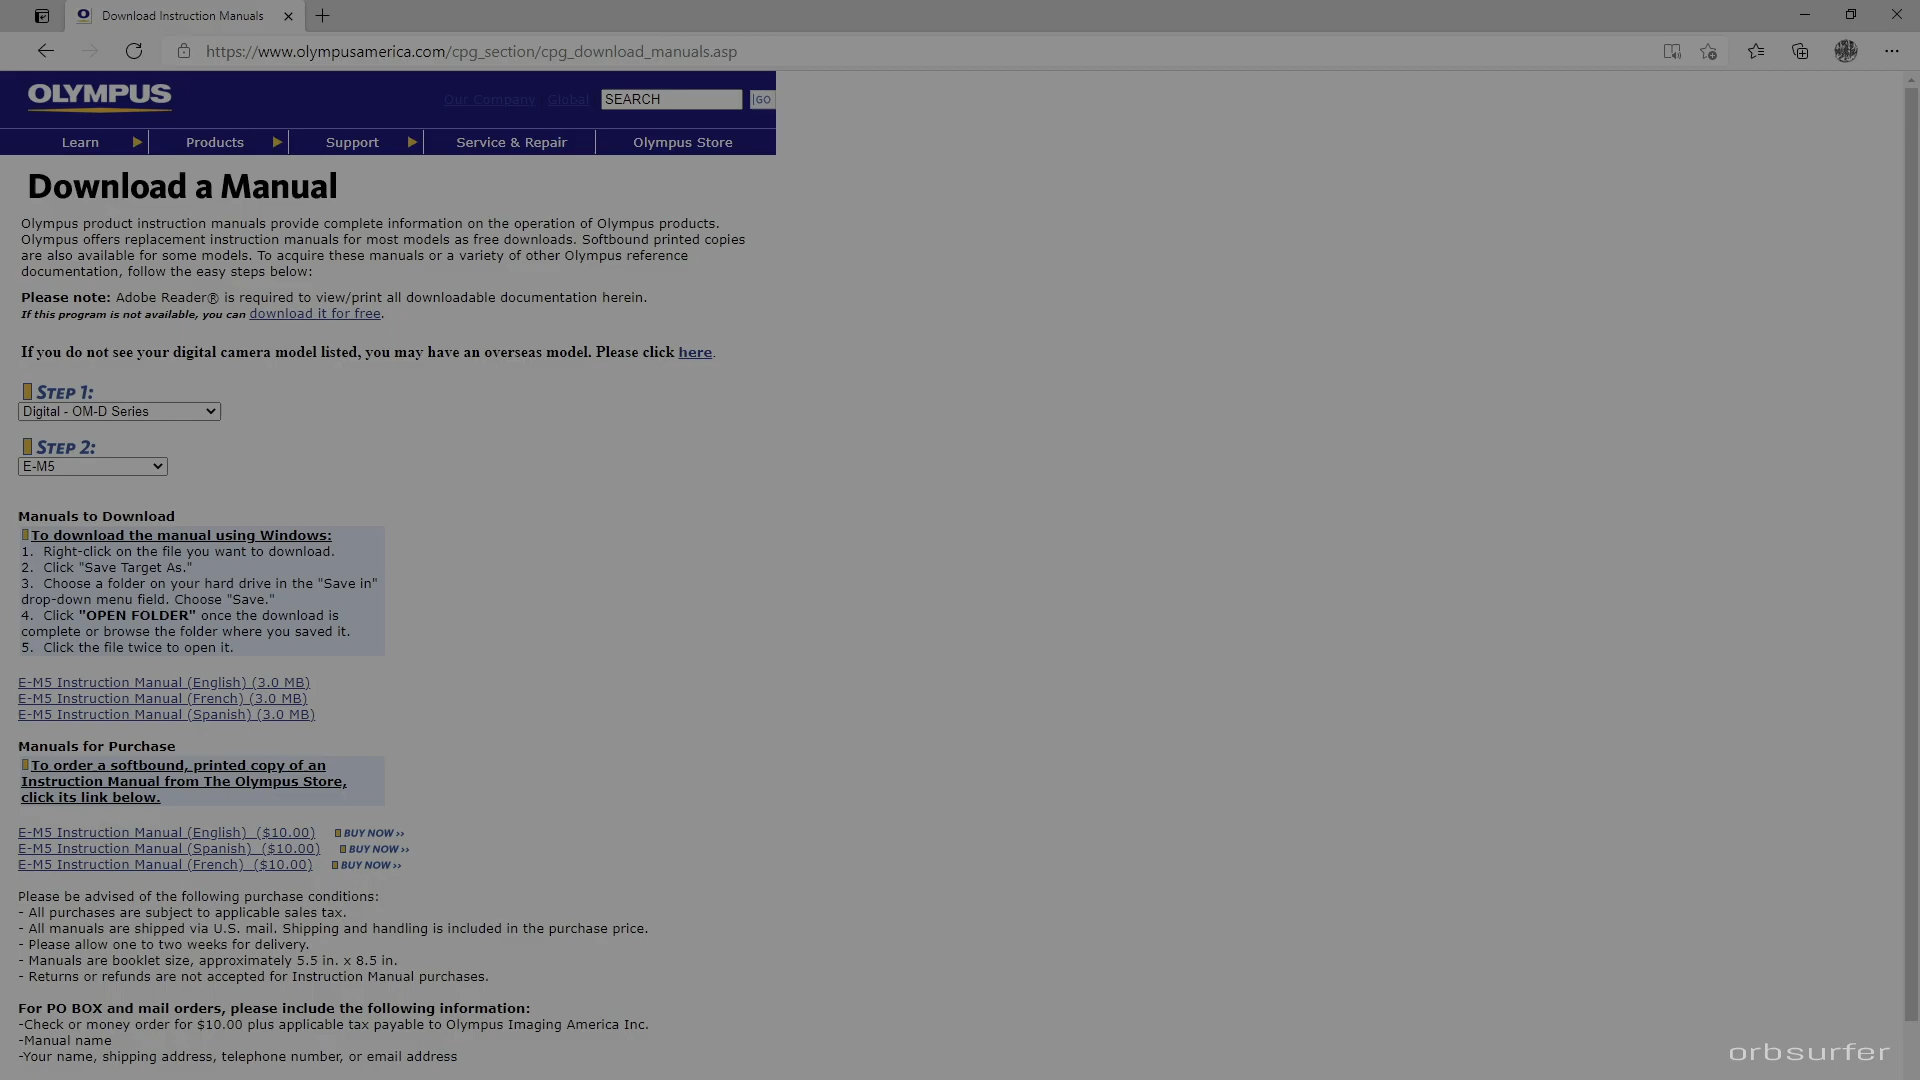 Download Instruction Manuals
https://www.olympusamerica.com/cpg_section/cpg_download_manuals.asp
OLYMPUS
Our Company Global SEARCH GO
Learn Products Support Service & Repair Olympus Store
Download a Manual
Olympus product instruction manuals provide complete information on the operation of Olympus products.
Olympus offers replacement instruction manuals for most models as free downloads. Softbound printed copies
are also available for some models. To acquire these manuals or a variety of other Olympus reference
documentation, follow the easy steps below:
Please note: Adobe Reader® is required to view/print all downloadable documentation herein.
If this program is not available, you can download it for free.
If you do not see your digital camera model listed, you may have an overseas model. Please click here.
STEP 1:
Digital - OM-D Series
STEP 2:
E-M5
Manuals to Download
To download the manual using Windows:
1. Right-click on the file you want to download.
2. Click "Save Target As."
3. Choose a folder on your hard drive in the "Save in"
drop-down menu field. Choose "Save."
4. Click "OPEN FOLDER" once the download is
complete or browse the folder where you saved it.
5. Click the file twice to open it.
E-M5 Instruction Manual (English) (3.0 MB)
E-M5 Instruction Manual (French) (3.0 MB)
E-M5 Instruction Manual (Spanish) (3.0 MB)
Manuals for Purchase
To order a softbound, printed copy of an
Instruction Manual from The Olympus Store,
click its link below.
E-M5 Instruction Manual (English) ($10.00) BUY NOW >>
E-M5 Instruction Manual (Spanish) ($10.00) BUY NOW >>
E-M5 Instruction Manual (French) ($10.00) BUY NOW >>
Please be advised of the following purchase conditions:
- All purchases are subject to applicable sales tax.
- All manuals are shipped via U.S. mail. Shipping and handling is included in the purchase price.
- Please allow one to two weeks for delivery.
- Manuals are booklet size, approximately 5.5 in. x 8.5 in.
- Returns or refunds are not accepted for Instruction Manual purchases.
For PO BOX and mail orders, please include the following information:
-Check or money order for $10.00 plus applicable tax payable to Olympus Imaging America Inc.
-Manual name
-Your name, shipping address, telephone number, or email address
orbsurfer